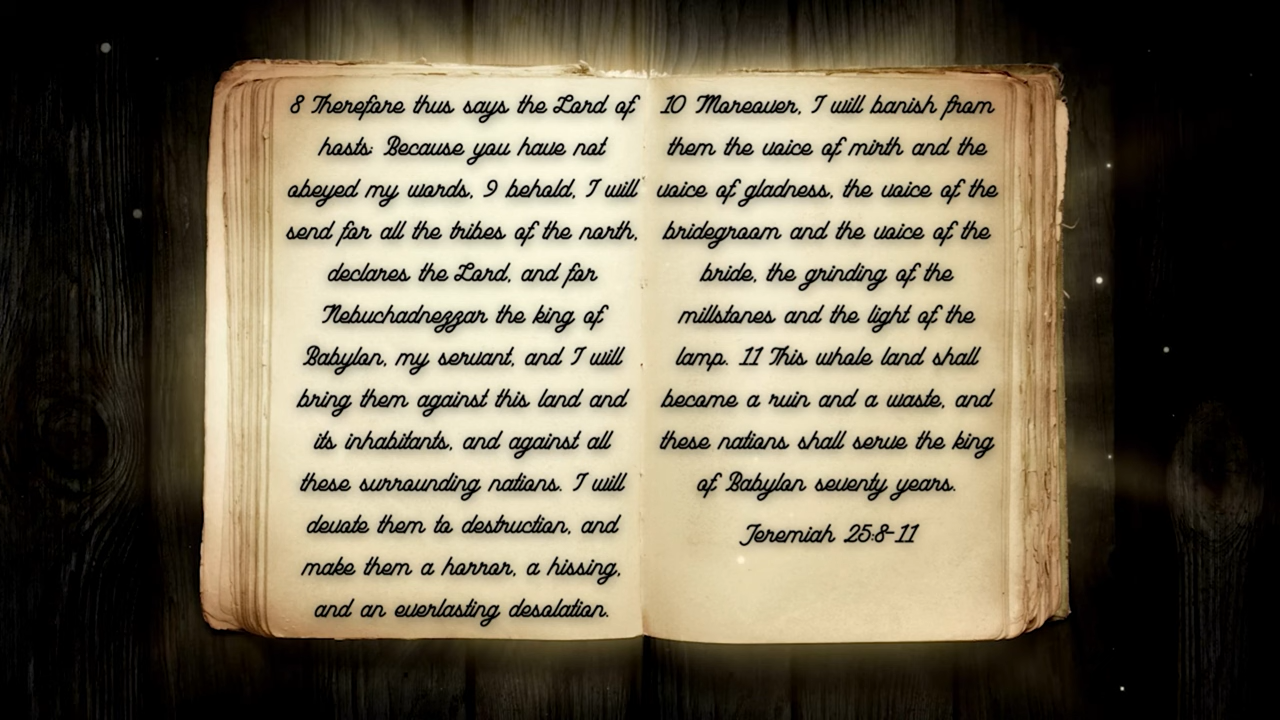 8 Therefore thus says the Lord of
hosts: Because you have not
obeyed my words, 9 behold, I will
send for all the tribes of the north,
declares the Lord, and for
Nebuchadnezzar the king of
Babylon, my servant, and I will
bring them against this land and
its inhabitants, and against all
these surrounding nations. I will
devote them to destruction, and
make them a horror, a hissing,
and an everlasting desolation.
10 Moreover, I will banish from
them the voice of mirth and the
voice of gladness, the voice of the
bridegroom and the voice of the
bride, the grinding of the
millstones and the light of the
lamp. 11 This whole land shall
become a ruin and a waste, and
these nations shall serve the king
of Babylon seventy years.
Jeremiah 25:8-11